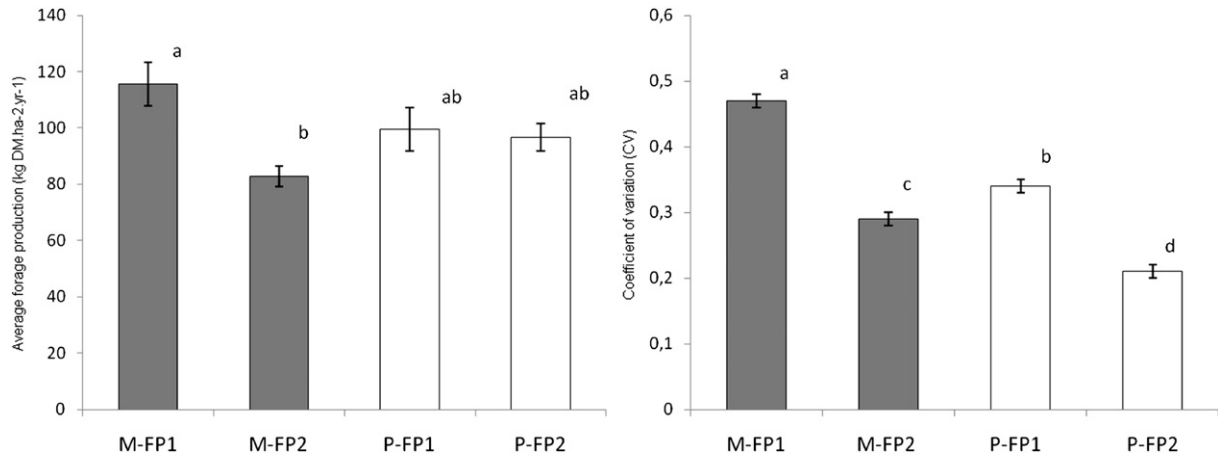 Average forage production (kg DM.ha-2.yr-1)
140
120
100
80
60
40
20
0
a
b
ab
ab
M-FP1 M-FP2 P-FP1 P-FP2
Coefficient of variation (CV)
0,6
0,5
0,4
0,3
0,2
0,1
0
a
c
b
d
M-FP1 M-FP2 P-FP1 P-FP2